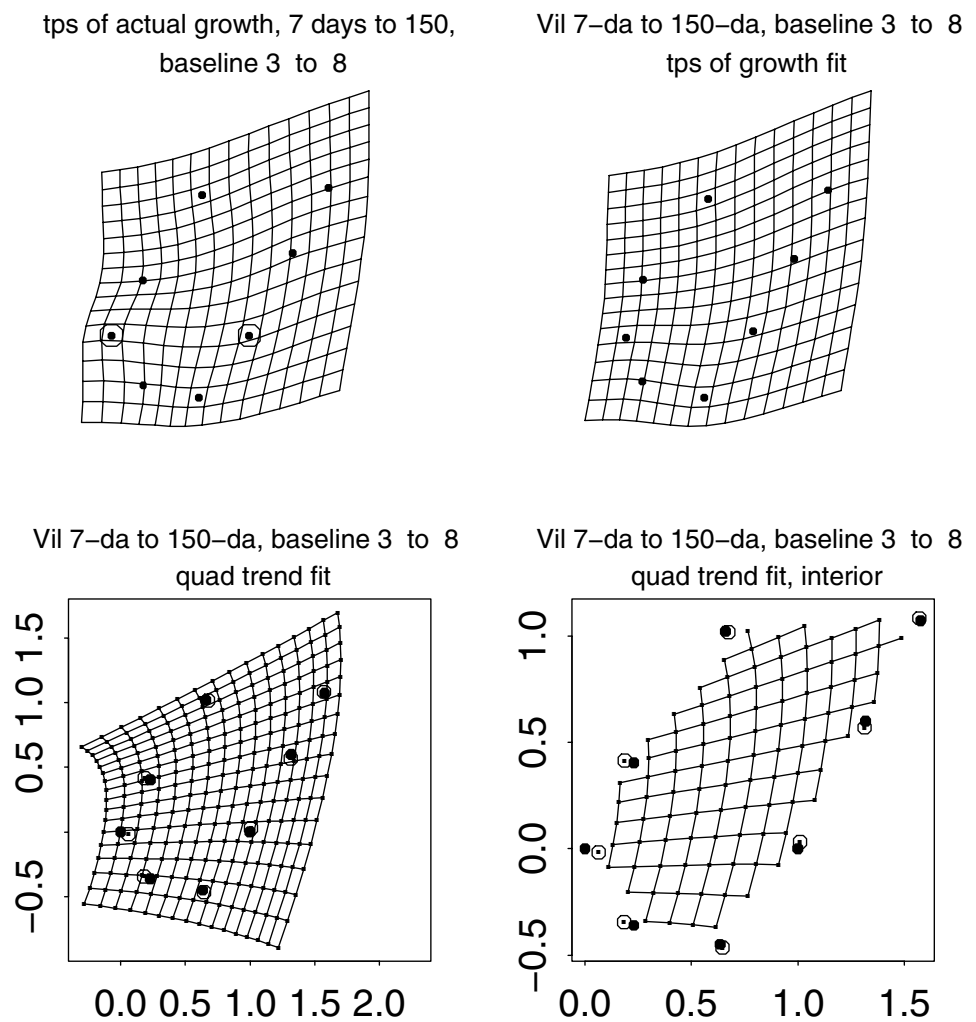 tps of actual growth, 7 days to 150,
baseline 3 to 8
Vil 7−da to 150−da, baseline 3 to 8
tps of growth fit
Vil 7−da to 150−da, baseline 3 to 8
quad trend fit
1.5
1.0
0.5
−0.5
0.0 0.5 1.0 1.5 2.0
Vil 7−da to 150−da, baseline 3 to 8
quad trend fit, interior
1.0
0.5
0.0
−0.5
0.0 0.5 1.0 1.5